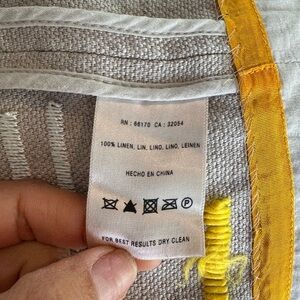 RN : 66170 CA : 32054
100% LINEN, LIN, LINO, LINO, LEINEN
HECHO EN CHINA
P
FOR BEST RESULTS DRY CLEAN